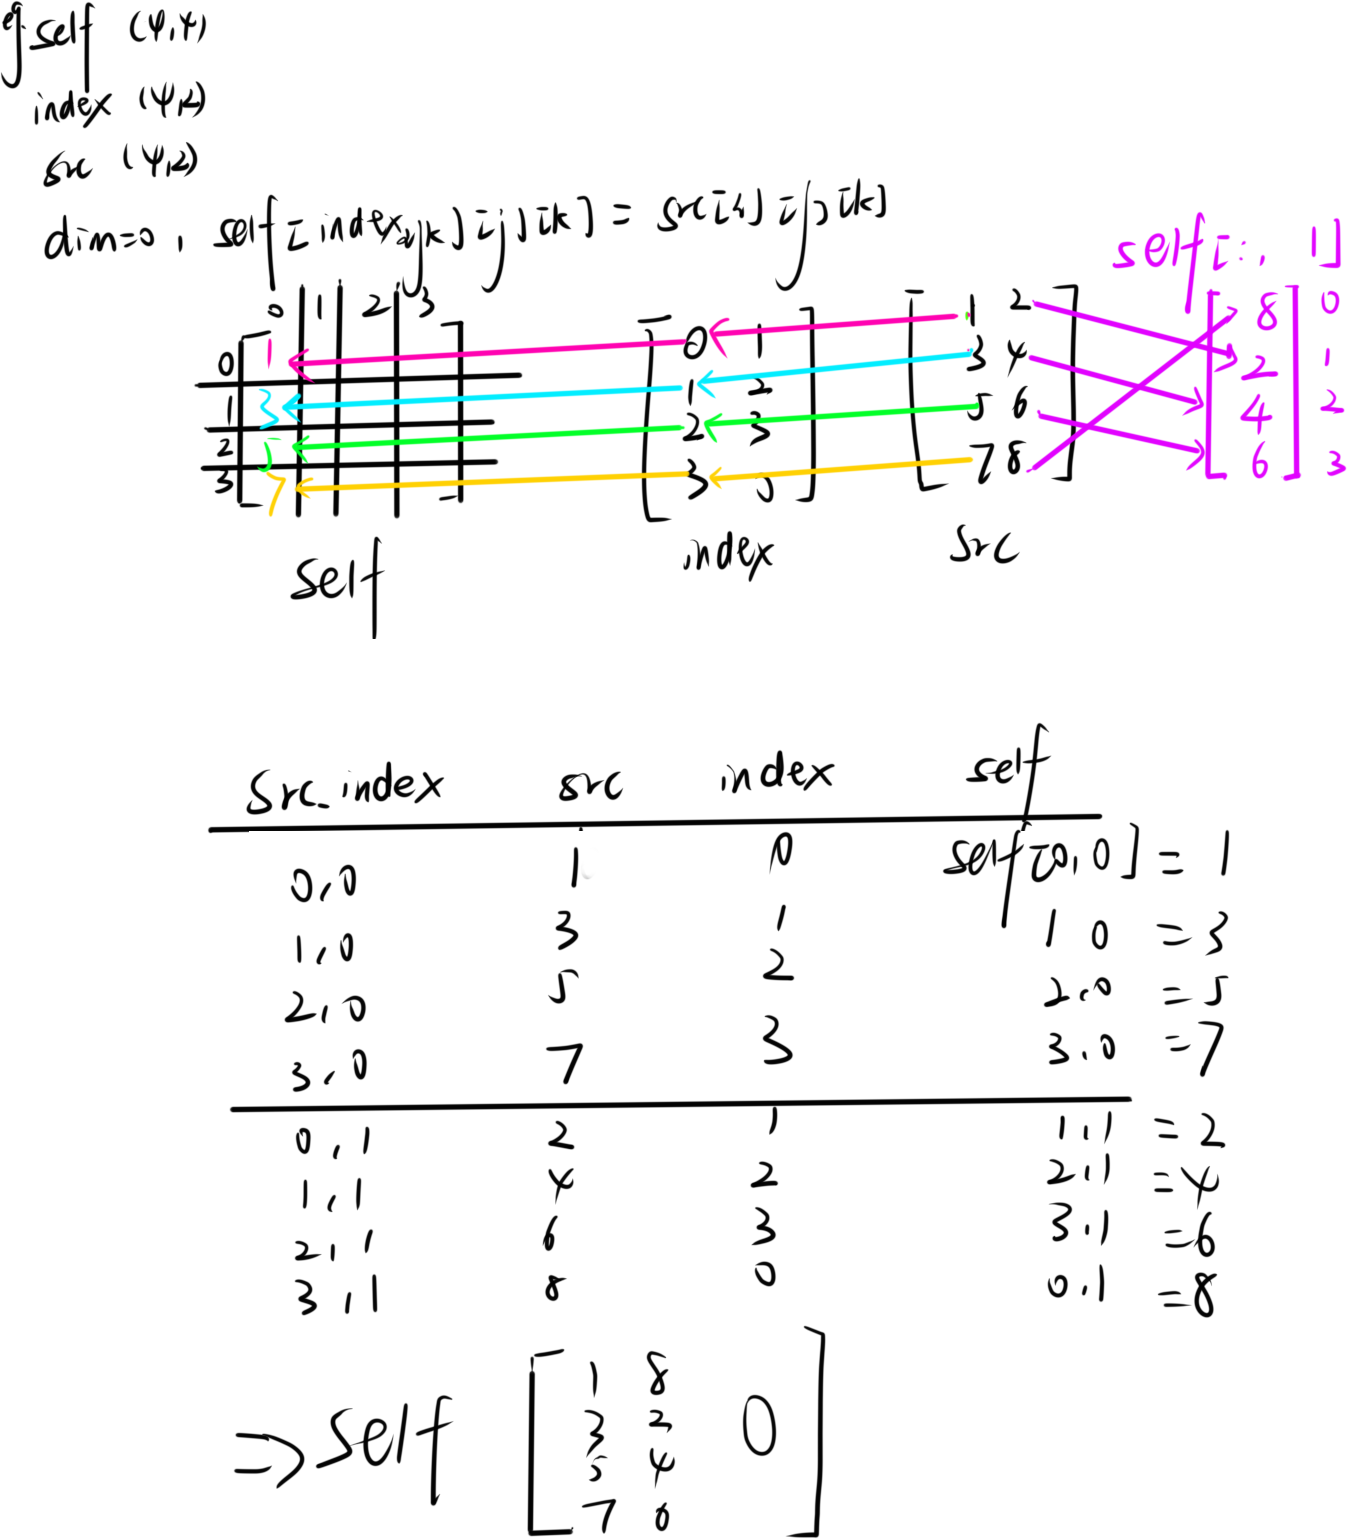 eg. self (4,4)
index (4,2)
src (4,2)
dim=0, self[index,j,k][j][k] = src[i][j][k]
self[:, 1]
0 1 2 3
0 1 0 1 1 2 8 0
1 3 1 2 3 4 2 1
2 5 2 3 5 6 4 2
3 7 3 0 7 8 6 3
self index src
src_index src index self
0,0 1 0 self[0,0] = 1
1,0 3 1 1 0 = 3
2,0 5 2 2,0 = 5
3,0 7 3 3.0 = 7
0,1 2 1 1,1 = 2
1,1 4 2 2,1 = 4
2,1 6 3 3,1 = 6
3,1 8 0 0,1 = 8
1 8
3 2
⇒ self 0
5 4
7 6